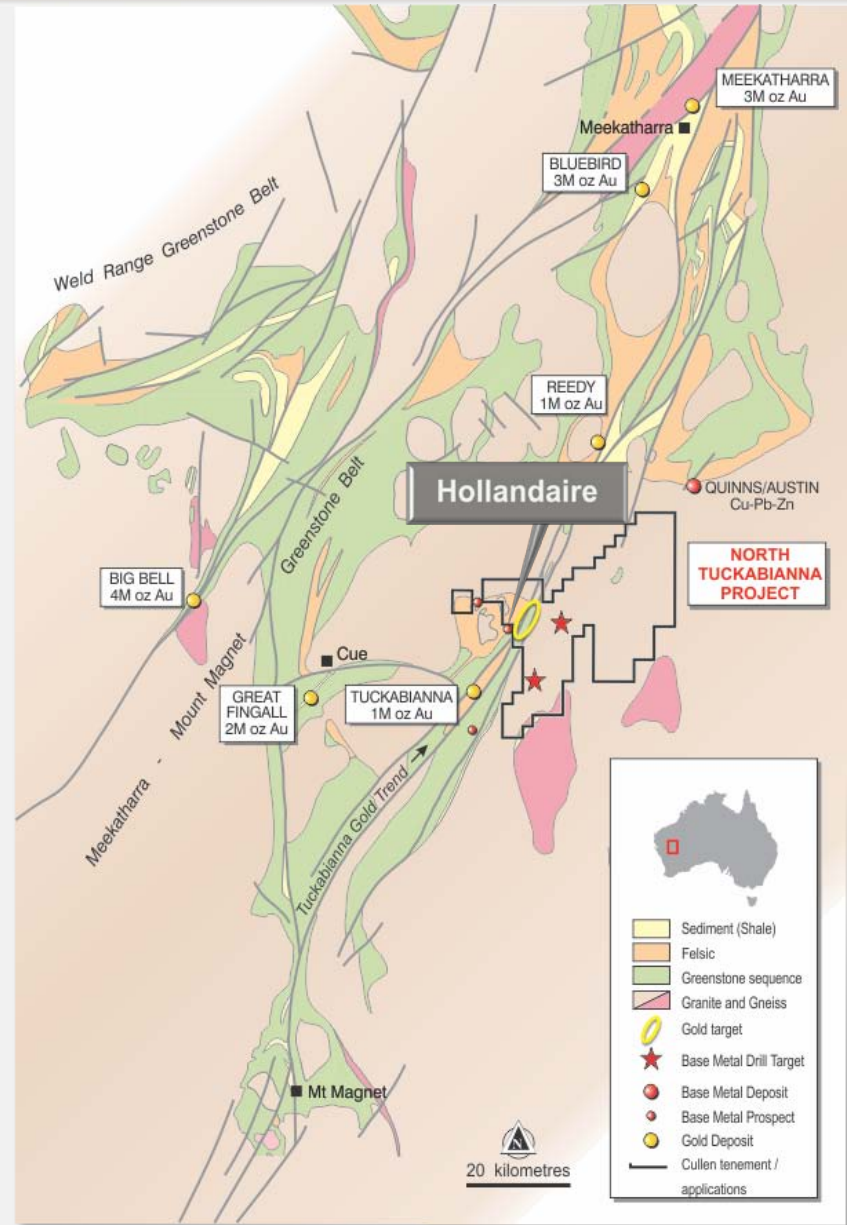 MEEKATHARRA
3M oz Au
Meekatharra
BLUEBIRD
3M oz Au
Weld Range Greenstone Belt
REEDY
1M oz Au
Hollandaire
QUINNS/AUSTIN
Cu-Pb-Zn
Greenstone Belt
NORTH
TUCKABIANNA
PROJECT
BIG BELL
4M oz Au
Cue
Meekatharra - Mount Magnet
GREAT
FINGALL
2M oz Au
TUCKABIANNA
1M oz Au
Tuckabianna Gold Trend
Mt Magnet
N
20 kilometres
Sediment (Shale)
Felsic
Greenstone sequence
Granite and Gneiss
Gold target
Base Metal Drill Target
Base Metal Deposit
Base Metal Prospect
Gold Deposit
Cullen tenement /
applications